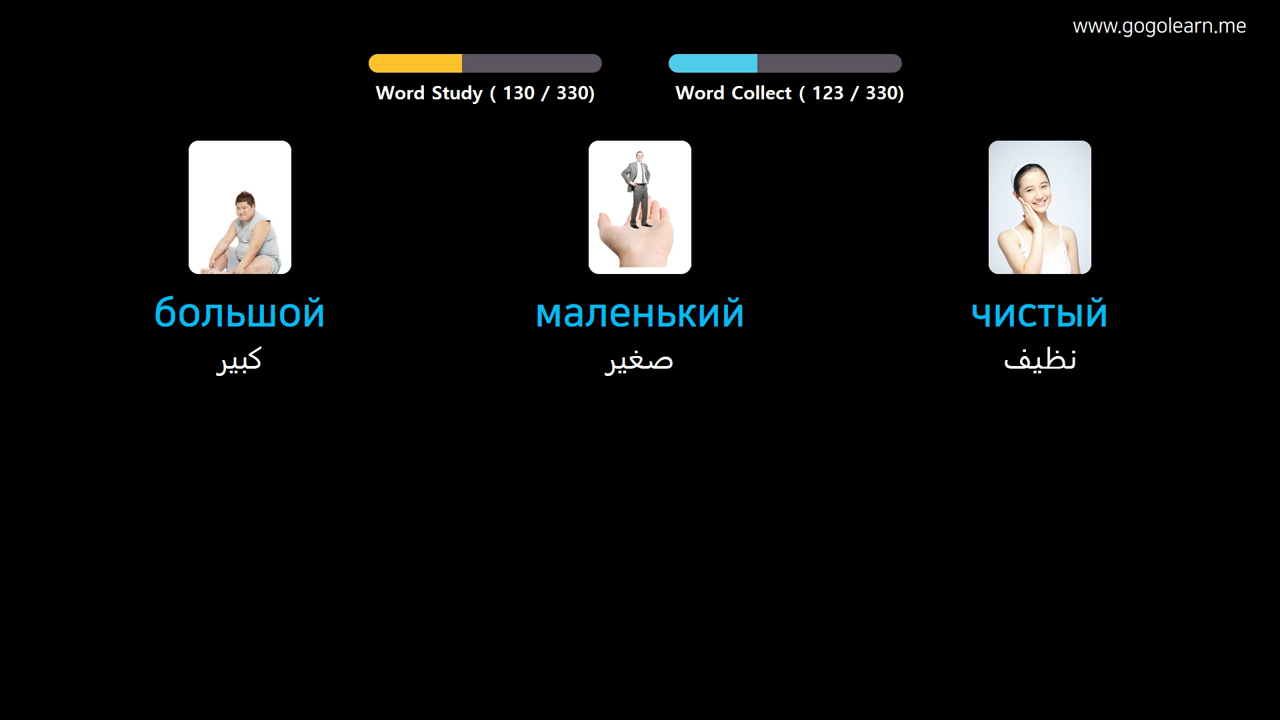 www.gogolearn.me
Word Study ( 130 / 330)
Word Collect ( 123 / 330)
большой
маленький
чистый
كبير
صغير
نظيف